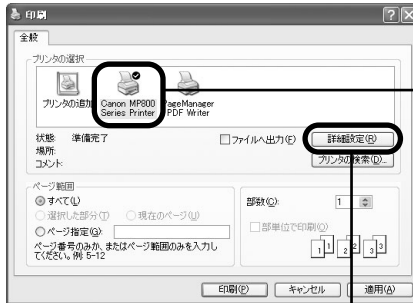 印刷
全般
プリンタの選択
プリンタの追加
Canon MP800 Series Printer
PageManager PDF Writer
状態: 準備完了
場所:
コメント:
ファイルへ出力(F)
詳細設定(R)
プリンタの検索(D)...
ページ範囲
すべて(L)
選択した部分(T)
現在のページ(U)
ページ指定(G):
ページ番号のみか、またはページ範囲のみを入力し
てください。例: 5-12
部数(C): 1
部単位で印刷(O)
1 1 2 2 3 3
印刷(P)
キャンセル
適用(A)